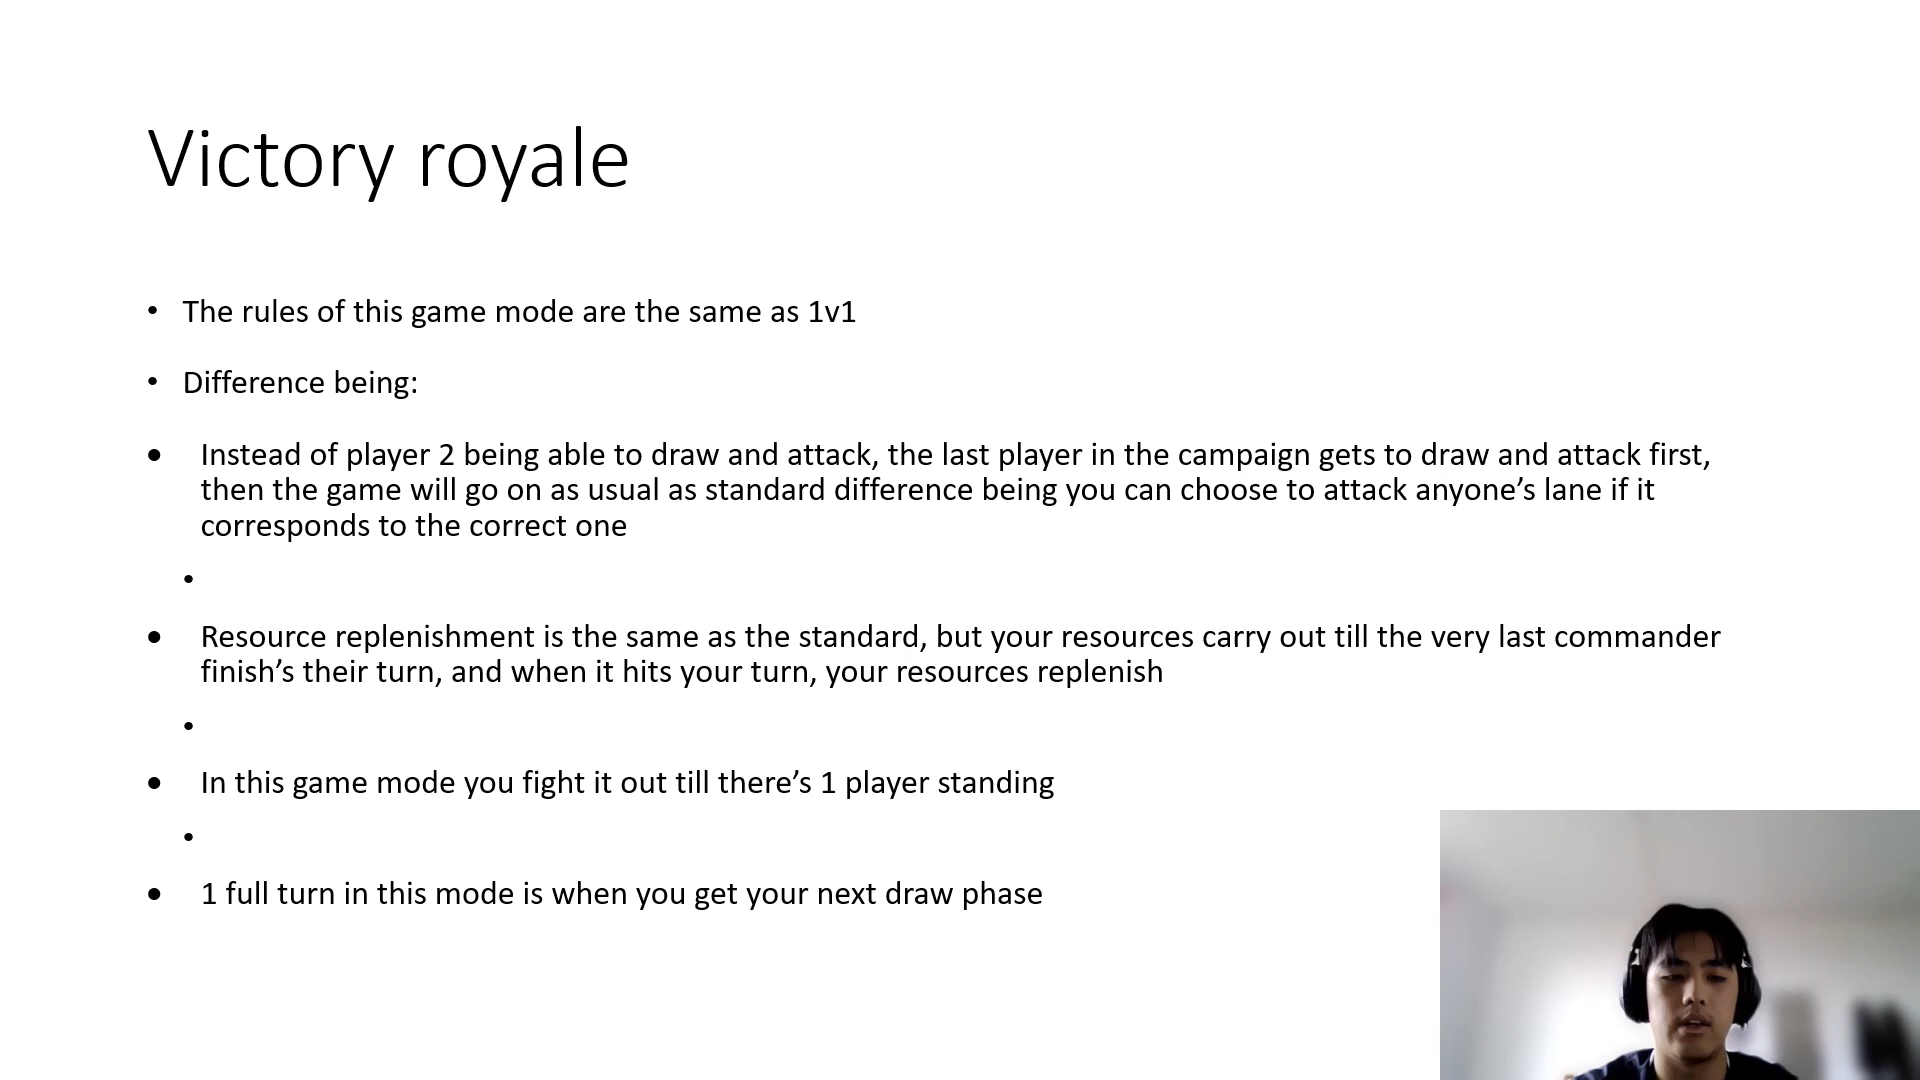 Victory royale
• The rules of this game mode are the same as 1v1
• Difference being:
• Instead of player 2 being able to draw and attack, the last player in the campaign gets to draw and attack first,
then the game will go on as usual as standard difference being you can choose to attack anyone’s lane if it
corresponds to the correct one
•
• Resource replenishment is the same as the standard, but your resources carry out till the very last commander
finish’s their turn, and when it hits your turn, your resources replenish
•
• In this game mode you fight it out till there’s 1 player standing
•
• 1 full turn in this mode is when you get your next draw phase